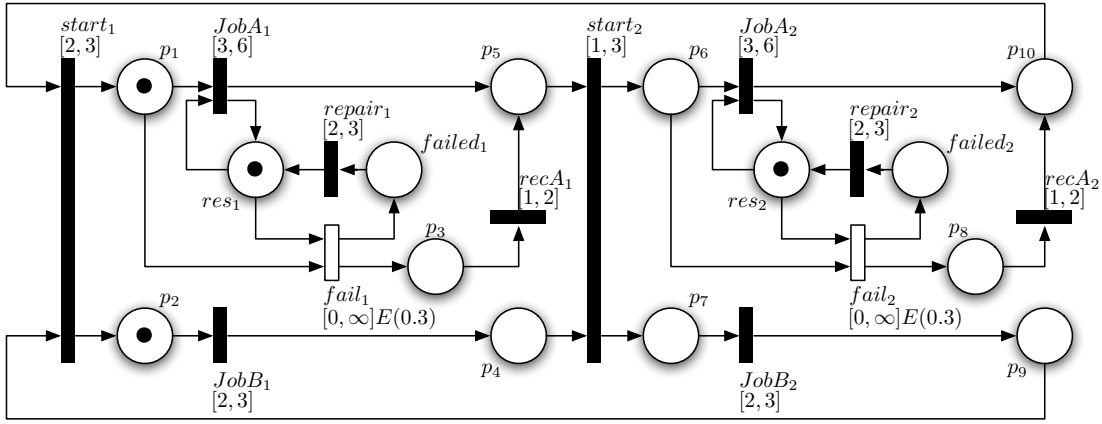 start₁
[2, 3]
p₁
JobA₁
[3, 6]
p₅
start₂
[1, 3]
p₆
JobA₂
[3, 6]
p₁₀
repair₁
[2, 3]
failed₁
repair₂
[2, 3]
failed₂
recA₁
[1, 2]
recA₂
[1, 2]
res₁
p₃
res₂
p₈
fail₁
[0, ∞]E(0.3)
fail₂
[0, ∞]E(0.3)
p₂
p₇
p₄
p₉
JobB₁
[2, 3]
JobB₂
[2, 3]